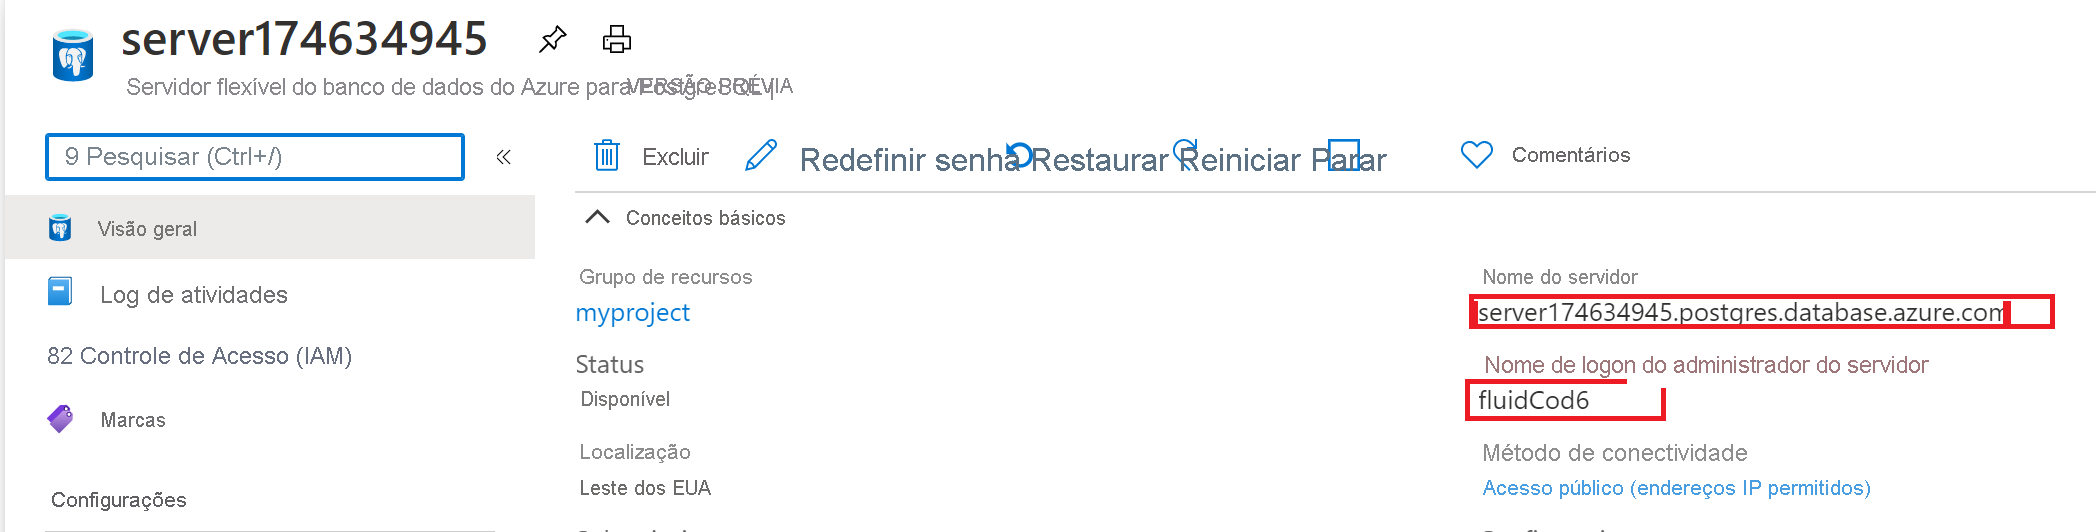 server174634945
Servidor flexível do banco de dados do Azure para PostgreSQL |
VERSÃO PRÉVIA
9 Pesquisar (Ctrl+/)
«
Excluir
Redefinir senha Restaurar Reiniciar Parar
Comentários
Visão geral
Log de atividades
82 Controle de Acesso (IAM)
Marcas
Configurações
Conceitos básicos
Grupo de recursos
myproject
Status
Disponível
Localização
Leste dos EUA
Nome do servidor
server174634945.postgres.database.azure.com
Nome de logon do administrador do servidor
fluidCod6
Método de conectividade
Acesso público (endereços IP permitidos)